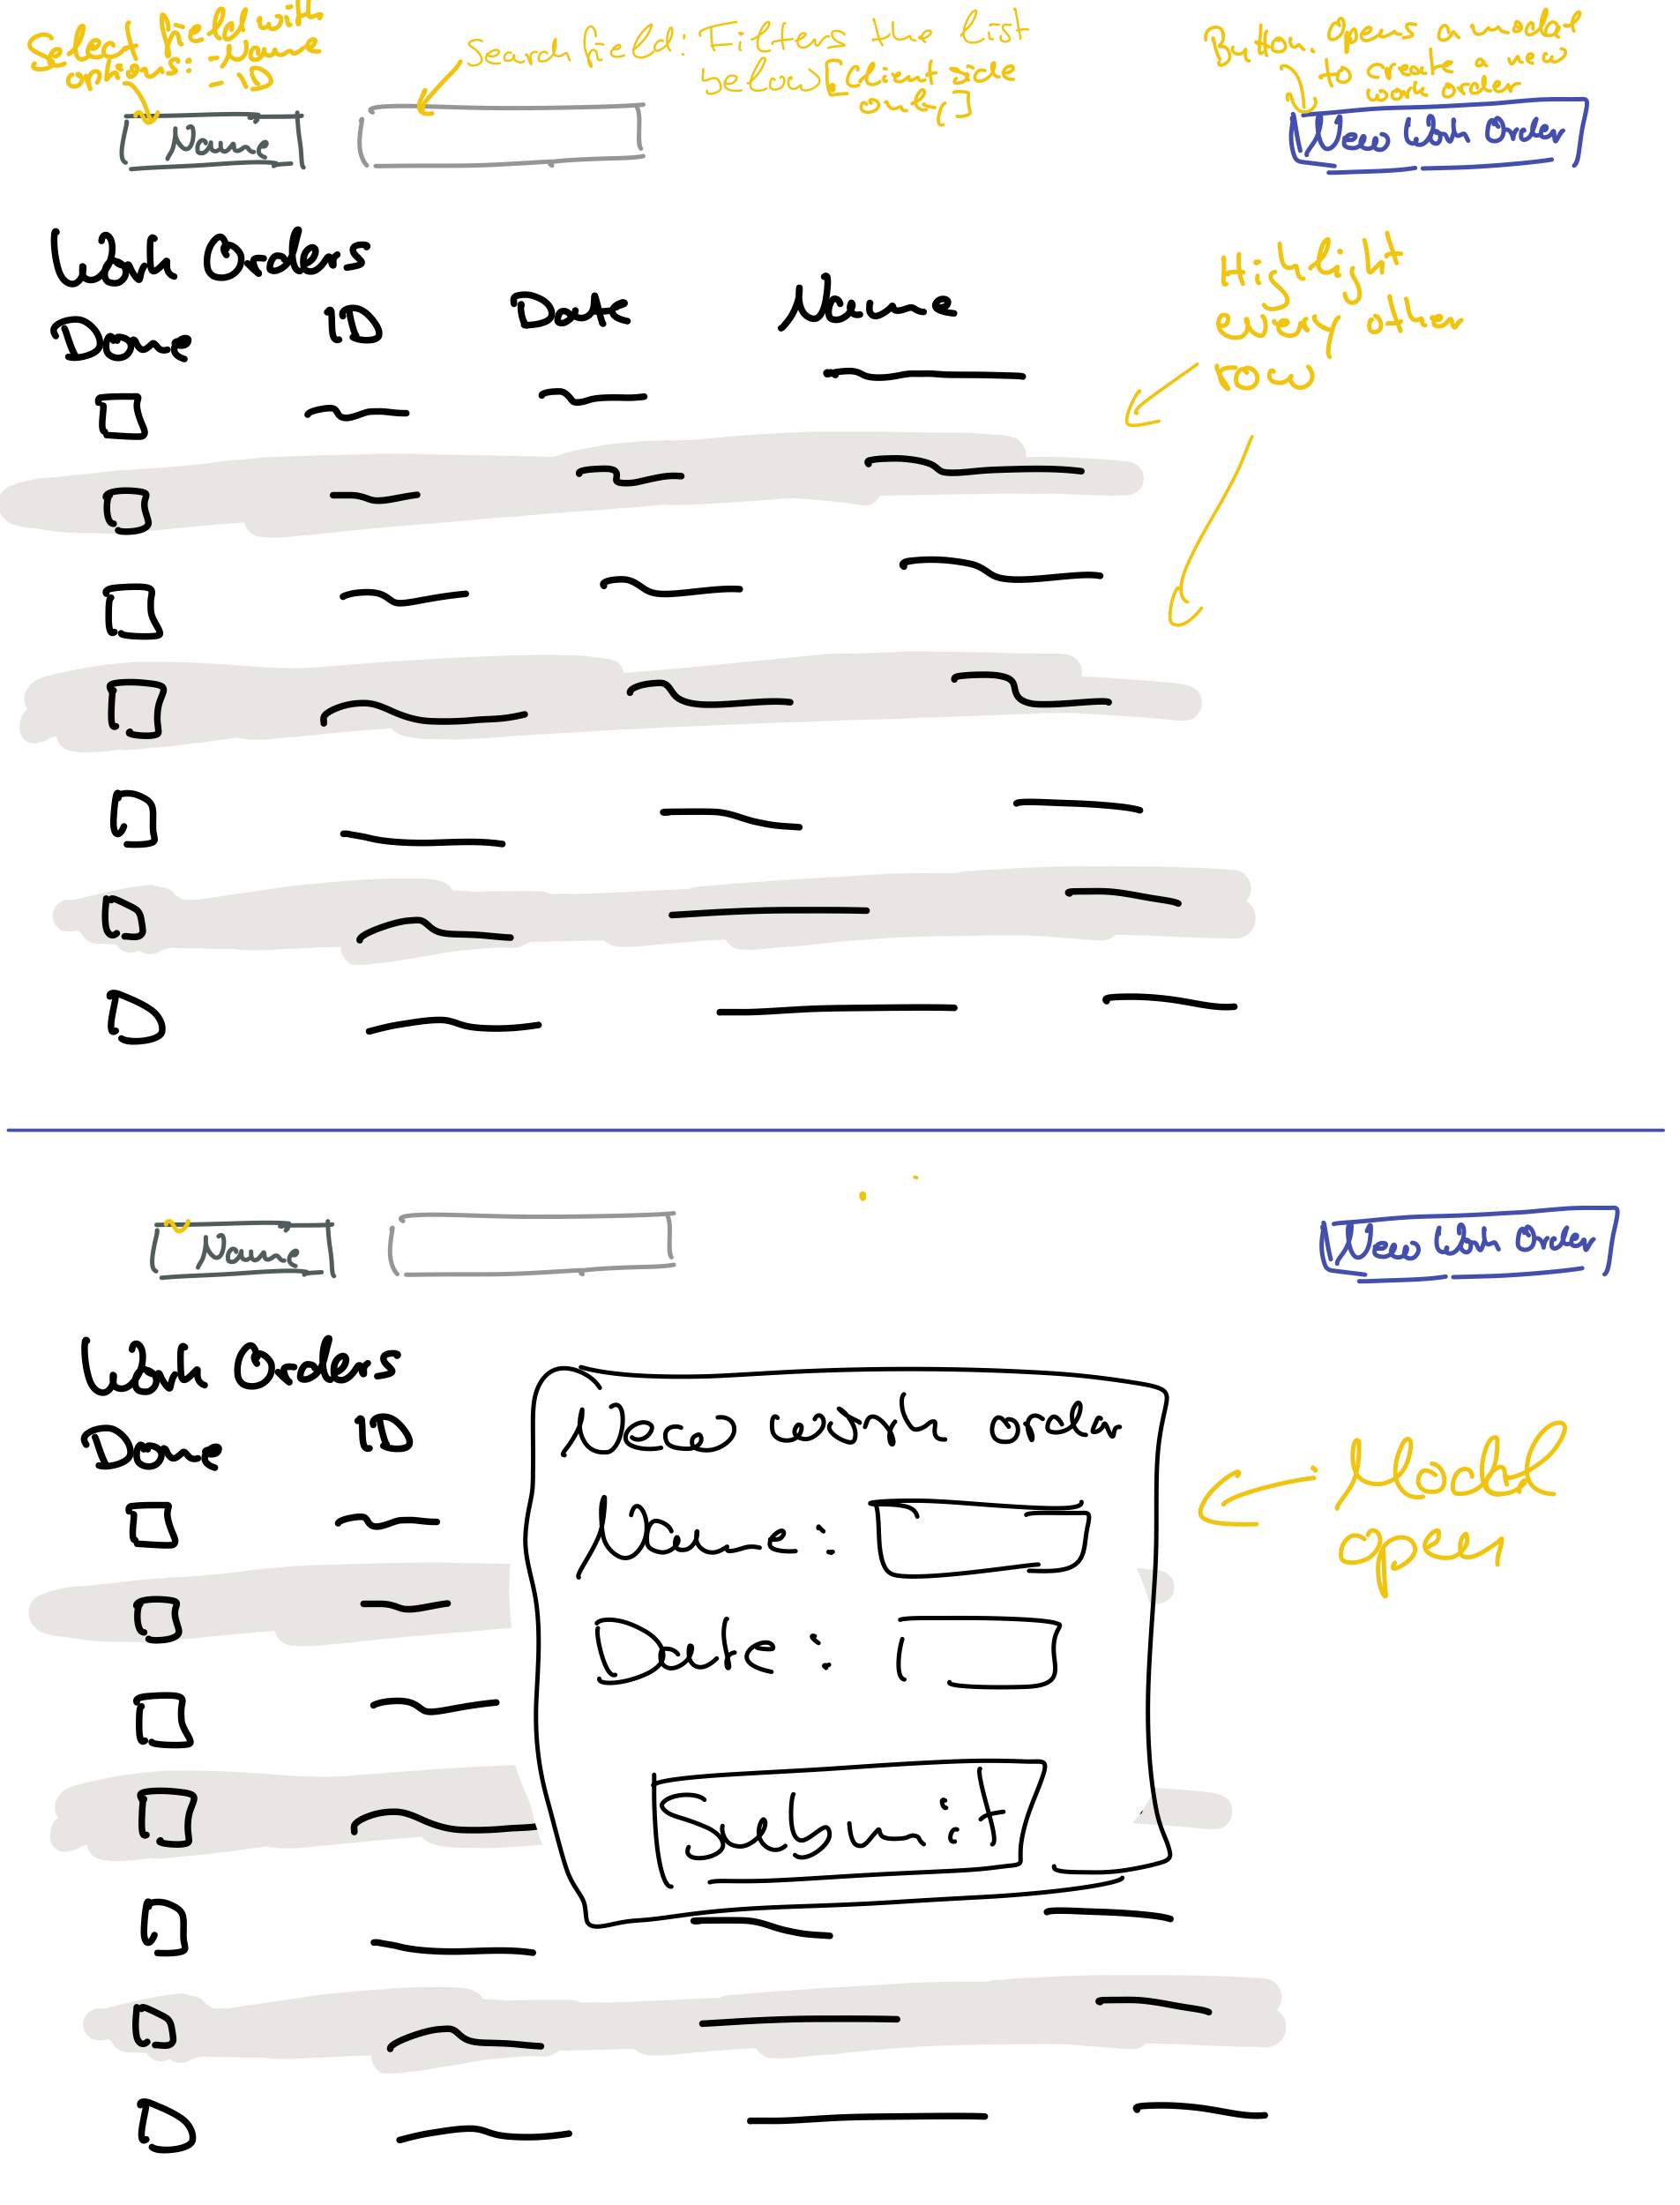 Select field with
options: - Name
- ID
Search field: Filters the list
below [client side
only]
Button. Opens a modal
to create a new
work order
Name
New Work Order
Work Orders
Done ID Date Name
Highlight
every other
row
Name
New Work Order
Work Orders
Done ID
New work order
Name:
Date:
Submit
Modal
open